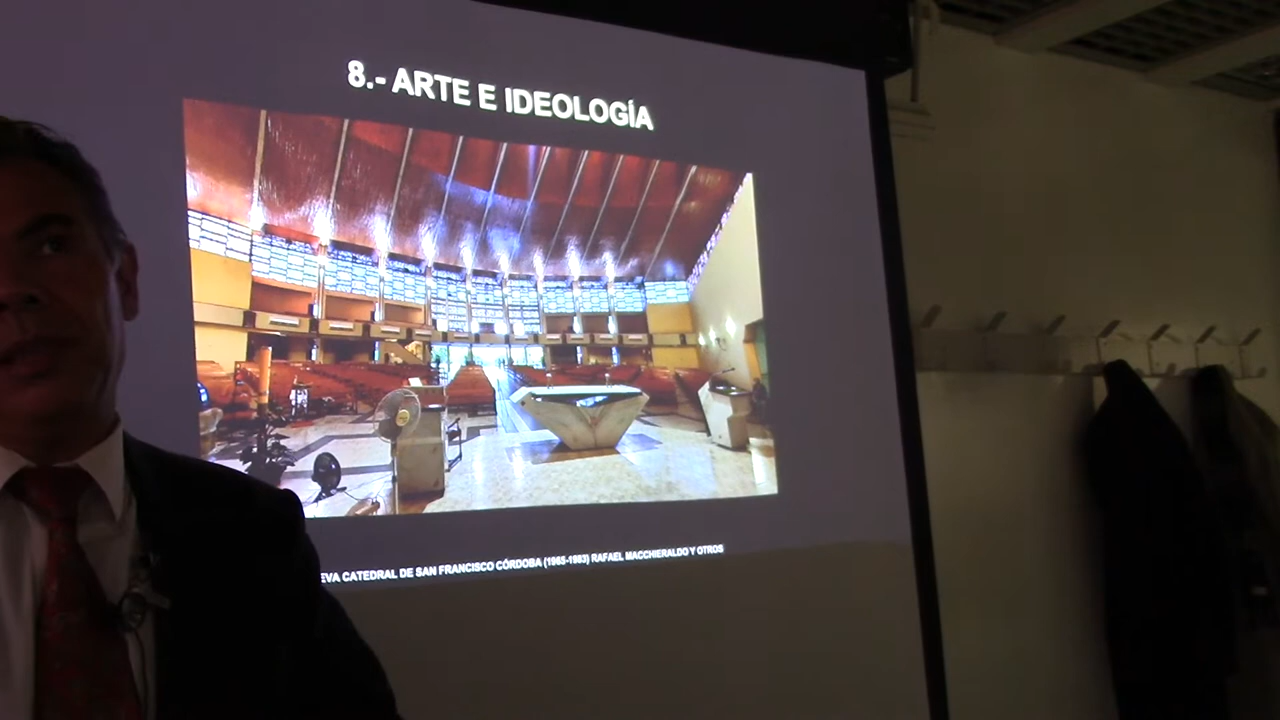 8.- ARTE E IDEOLOGÍA
EVA CATEDRAL DE SAN FRANCISCO CÓRDOBA (1965-1983) RAFAEL MACCHIERALDO Y OTROS